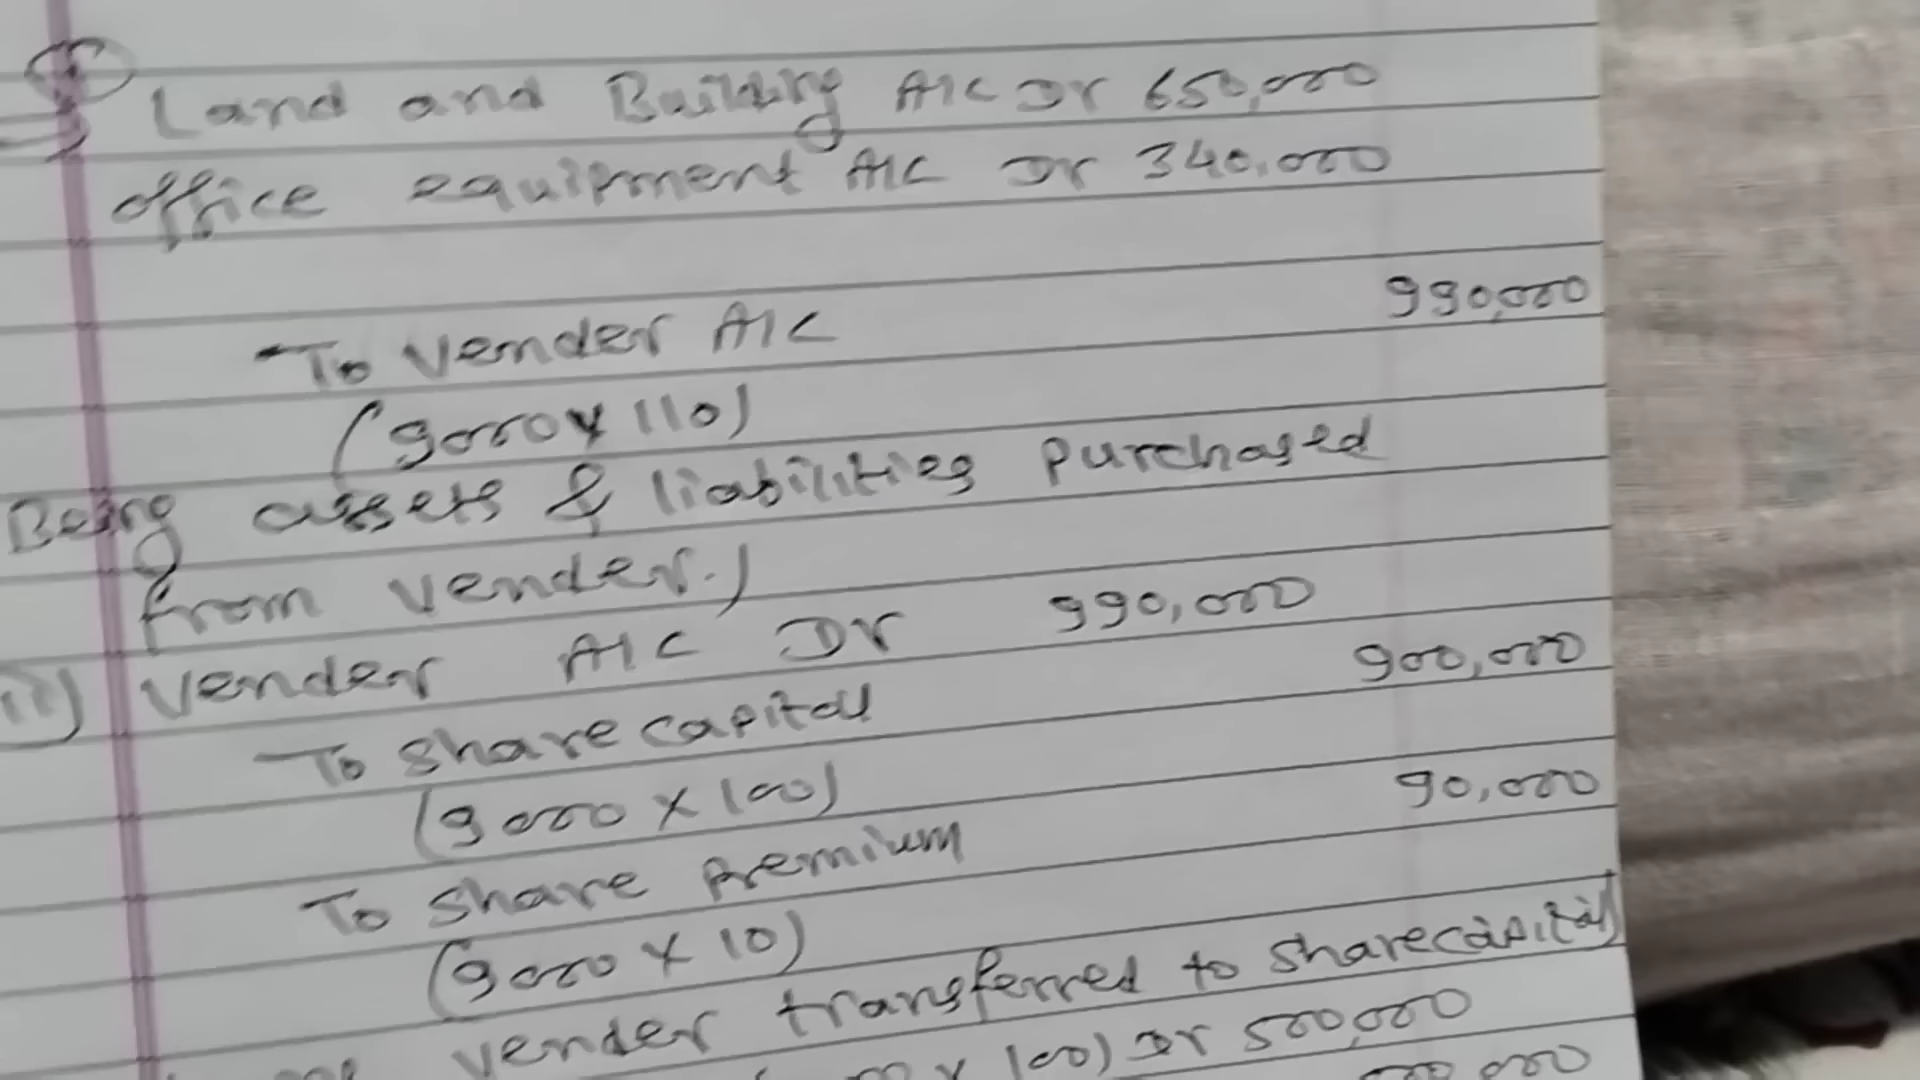 Land and Building A/C Dr 650,000
office equipment A/C Dr 340,000
To Vender A/C 990,000
(9000 x 110)
Being assets & liabilities purchased
from vender.)
ii) Vender A/C Dr 990,000
To share capital 900,000
(9000 x 100)
To share premium 90,000
(9000 x 10)
vender transferred to sharecapital)
x 100) Dr 500,000